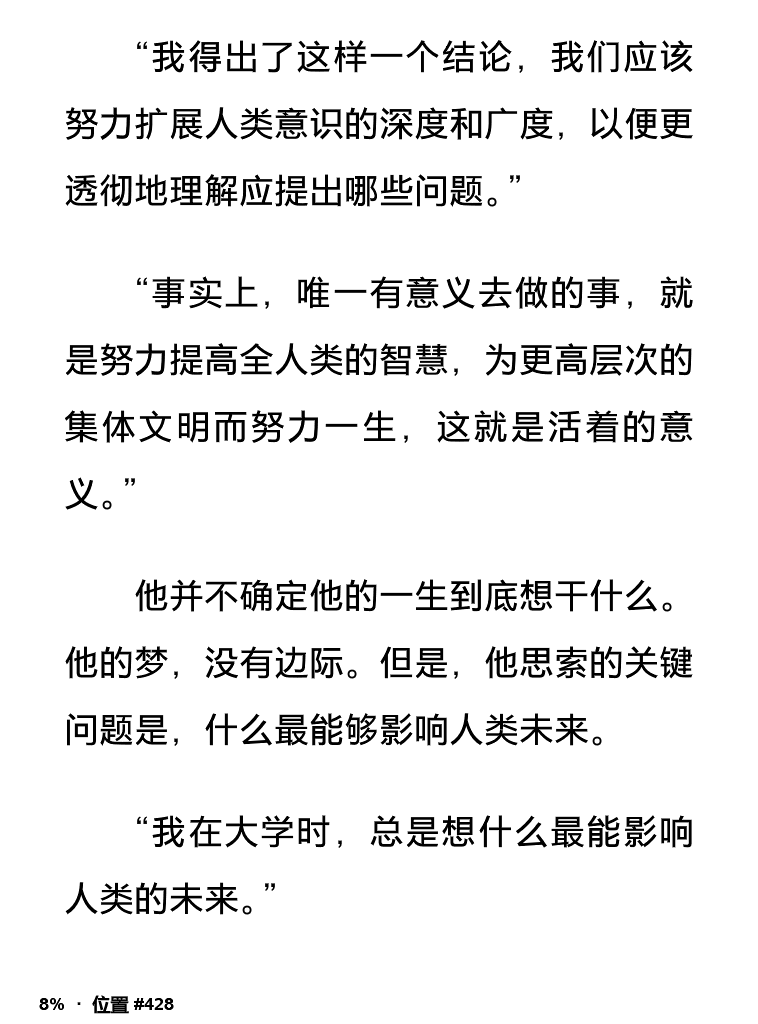 “我得出了这样一个结论，我们应该
努力扩展人类意识的深度和广度，以便更
透彻地理解应提出哪些问题。”
“事实上，唯一有意义去做的事，就
是努力提高全人类的智慧，为更高层次的
集体文明而努力一生，这就是活着的意
义。”
他并不确定他的一生到底想干什么。
他的梦，没有边际。但是，他思索的关键
问题是，什么最能够影响人类未来。
“我在大学时，总是想什么最能影响
人类的未来。”
8% · 位置 #428